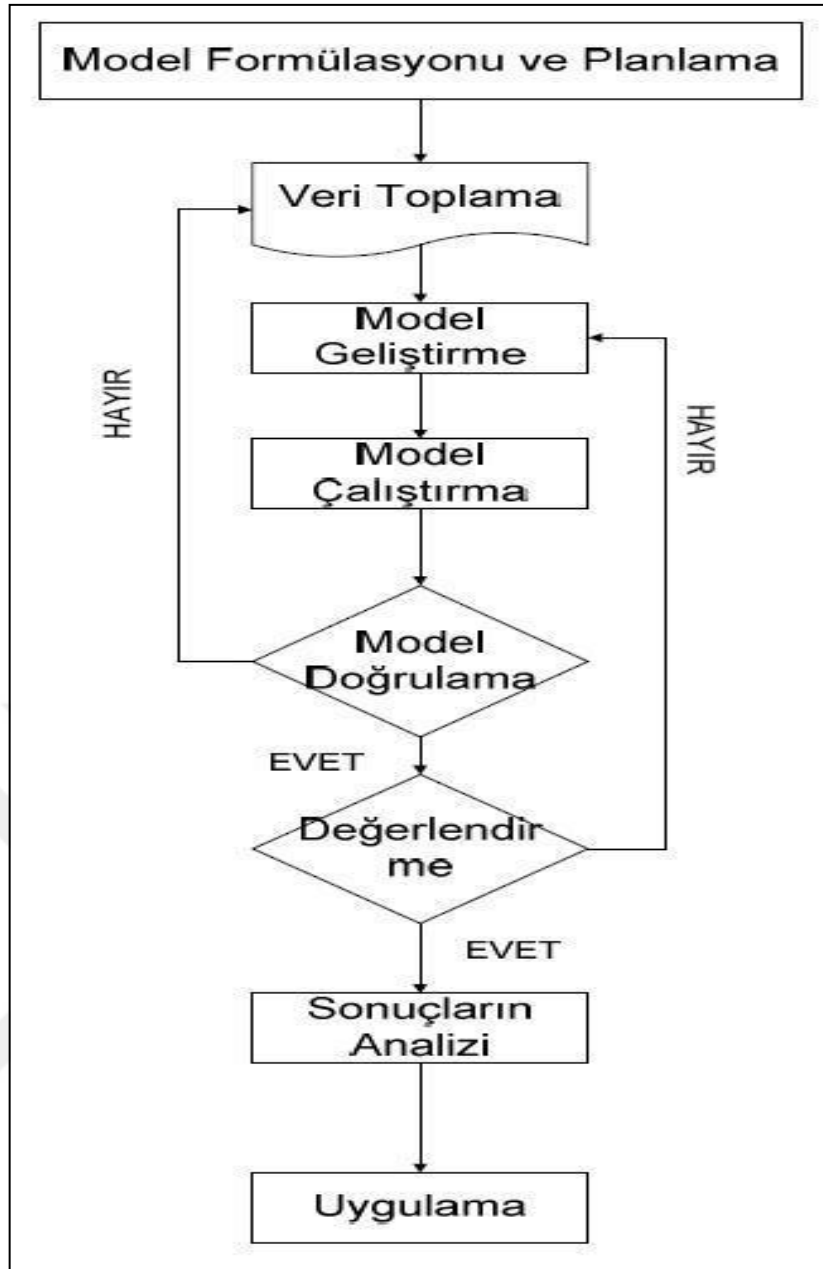 Model Formülasyonu ve Planlama
Veri Toplama
Model
Geliştirme
HAYIR
HAYIR
Model
Çalıştırma
Model
Doğrulama
EVET
Değerlendir
me
EVET
Sonuçların
Analizi
Uygulama